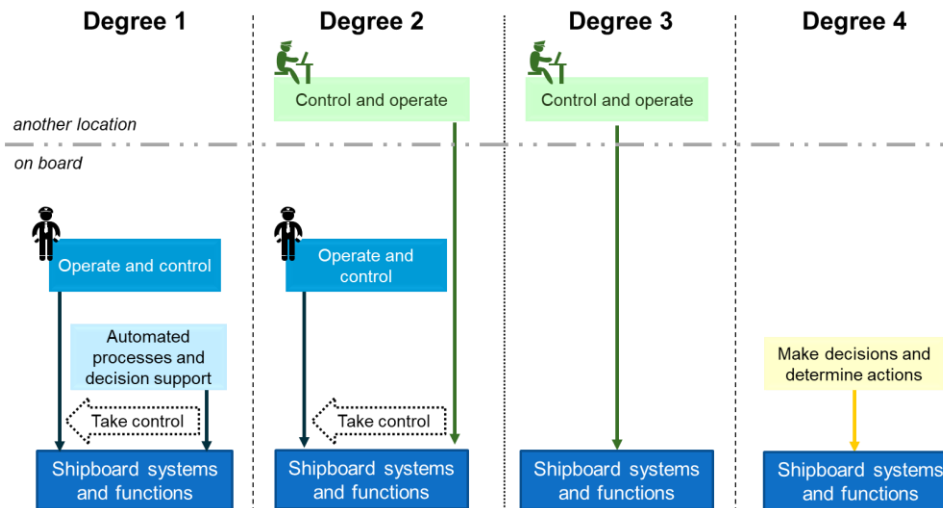 Degree 1
Degree 2
Degree 3
Degree 4
Control and operate
Control and operate
another location
on board
Operate and control
Operate and
control
Automated
processes and
decision support
Make decisions and
determine actions
Take control
Take control
Shipboard systems
and functions
Shipboard systems
and functions
Shipboard systems
and functions
Shipboard systems
and functions